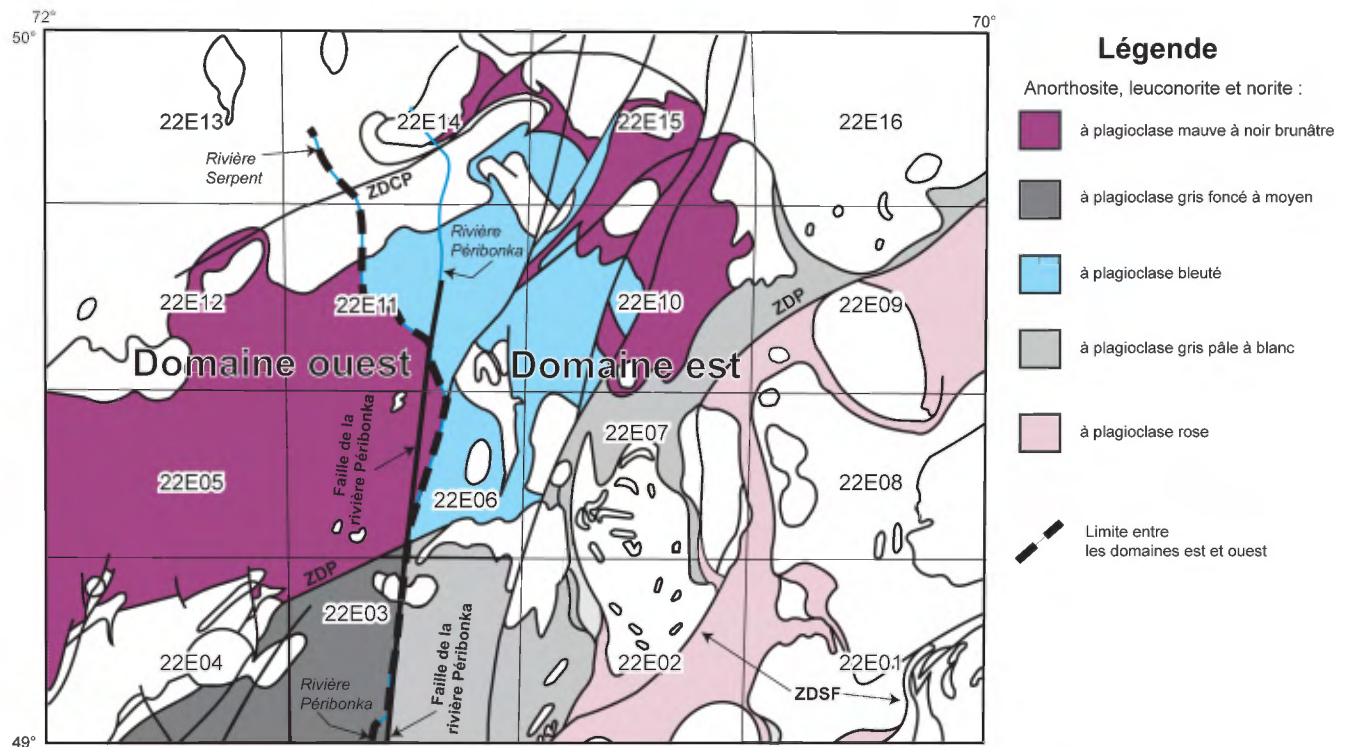 72°
70°
50°
49°
22E13
22E14
22E15
22E16
Rivière
Serpent
ZDCP
Rivière
Péribonka
22E12
22E11
22E10
22E09
ZDP
Domaine ouest
Domaine est
Faille de la
rivière Péribonka
22E05
22E06
22E07
22E08
ZDP
22E03
22E04
22E02
22E01
Faille de la
rivière Péribonka
Rivière
Péribonka
ZDSF
Légende
Anorthosite, leuconorite et norite :
à plagioclase mauve à noir brunâtre
à plagioclase gris foncé à moyen
à plagioclase bleuté
à plagioclase gris pâle à blanc
à plagioclase rose
Limite entre
les domaines est et ouest